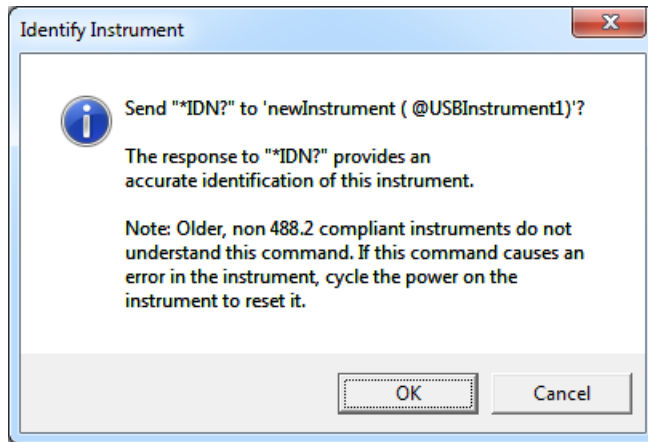 Identify Instrument
Send "*IDN?" to 'newInstrument ( @USBInstrument1)'?
The response to "*IDN?" provides an
accurate identification of this instrument.
Note: Older, non 488.2 compliant instruments do not
understand this command. If this command causes an
error in the instrument, cycle the power on the
instrument to reset it.
OK
Cancel